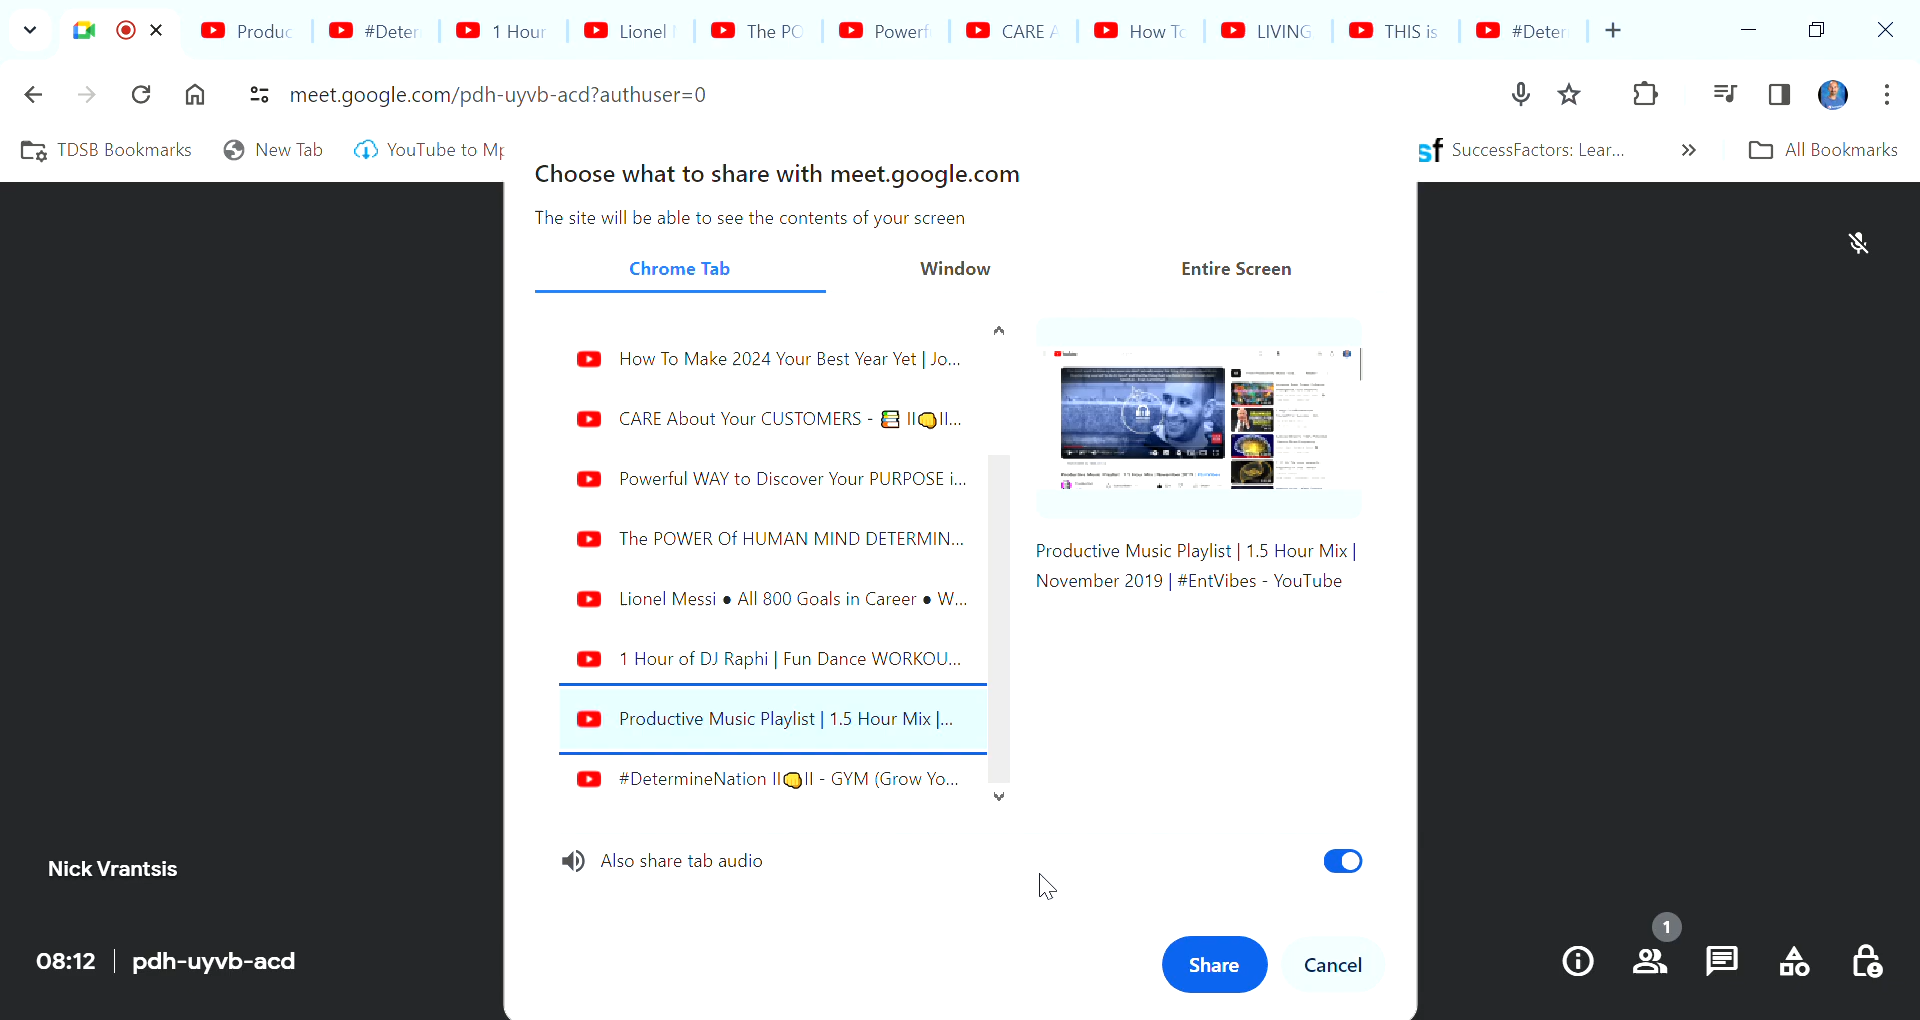 Produc
#Deter
1 Hour
Lionel
The PO
Powerf
CARE A
How To
LIVING
THIS is
#Deter
meet.google.com/pdh-uyvb-acd?authuser=0
TDSB Bookmarks
New Tab
YouTube to Mp
sf SuccessFactors: Lear...
All Bookmarks
Choose what to share with meet.google.com
The site will be able to see the contents of your screen
Chrome Tab
Window
Entire Screen
How To Make 2024 Your Best Year Yet | Jo...
CARE About Your CUSTOMERS - 📚 II👊II...
Powerful WAY to Discover Your PURPOSE i...
The POWER Of HUMAN MIND DETERMIN...
Lionel Messi ● All 800 Goals in Career ● W...
1 Hour of DJ Raphi | Fun Dance WORKOU...
Productive Music Playlist | 1.5 Hour Mix |...
#DetermineNation II👊II - GYM (Grow Yo...
Productive Music Playlist | 1.5 Hour Mix |
November 2019 | #EntVibes - YouTube
Also share tab audio
Share
Cancel
Nick Vrantsis
08:12
pdh-uyvb-acd
1